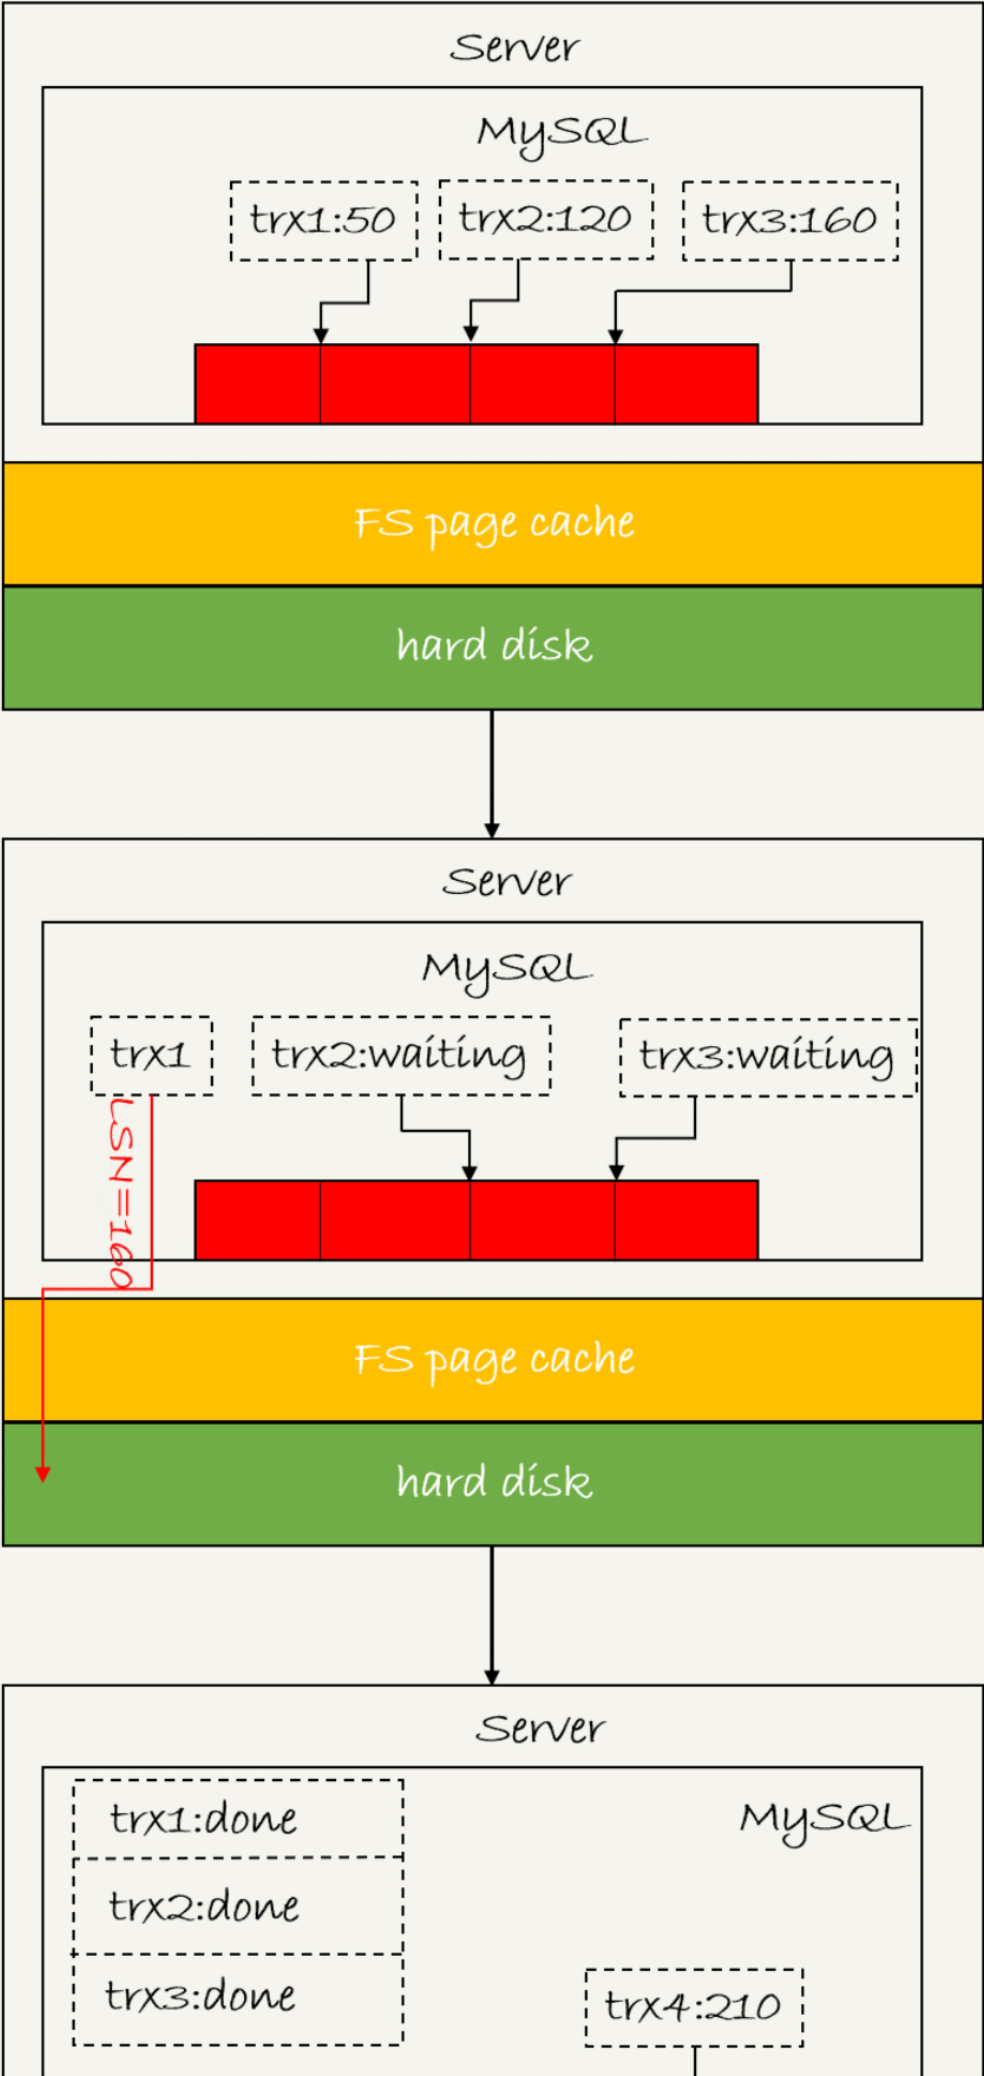 Server
MySQL
trx1:50
trx2:120
trx3:160
FS page cache
hard disk
Server
MySQL
trx1
trx2:waiting
trx3:waiting
LSN=160
FS page cache
hard disk
Server
trx1:done
MySQL
trx2:done
trx3:done
trx4:210